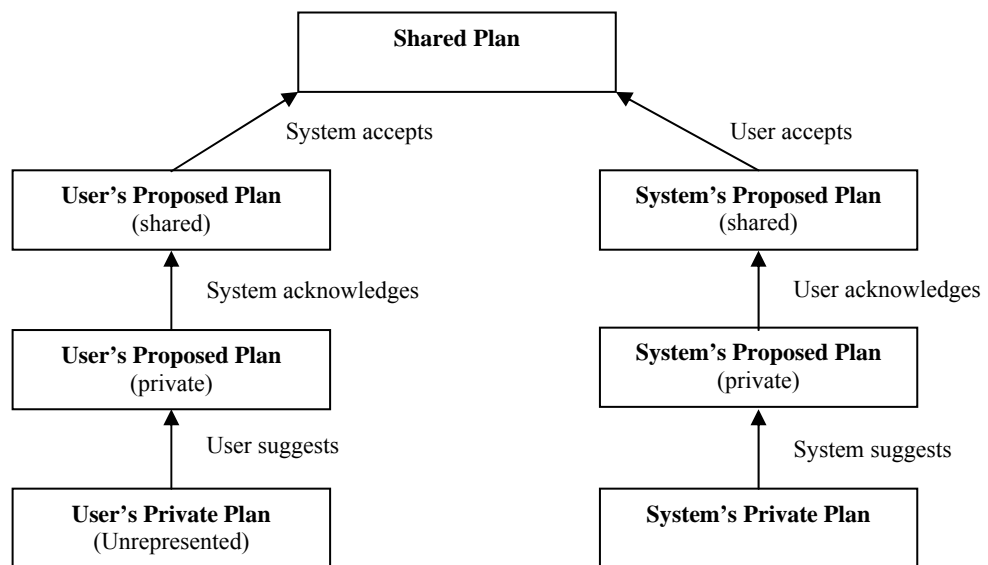 Shared Plan
System accepts
User accepts
User's Proposed Plan
(shared)
System's Proposed Plan
(shared)
System acknowledges
User acknowledges
User's Proposed Plan
(private)
System's Proposed Plan
(private)
User suggests
System suggests
User's Private Plan
(Unrepresented)
System's Private Plan